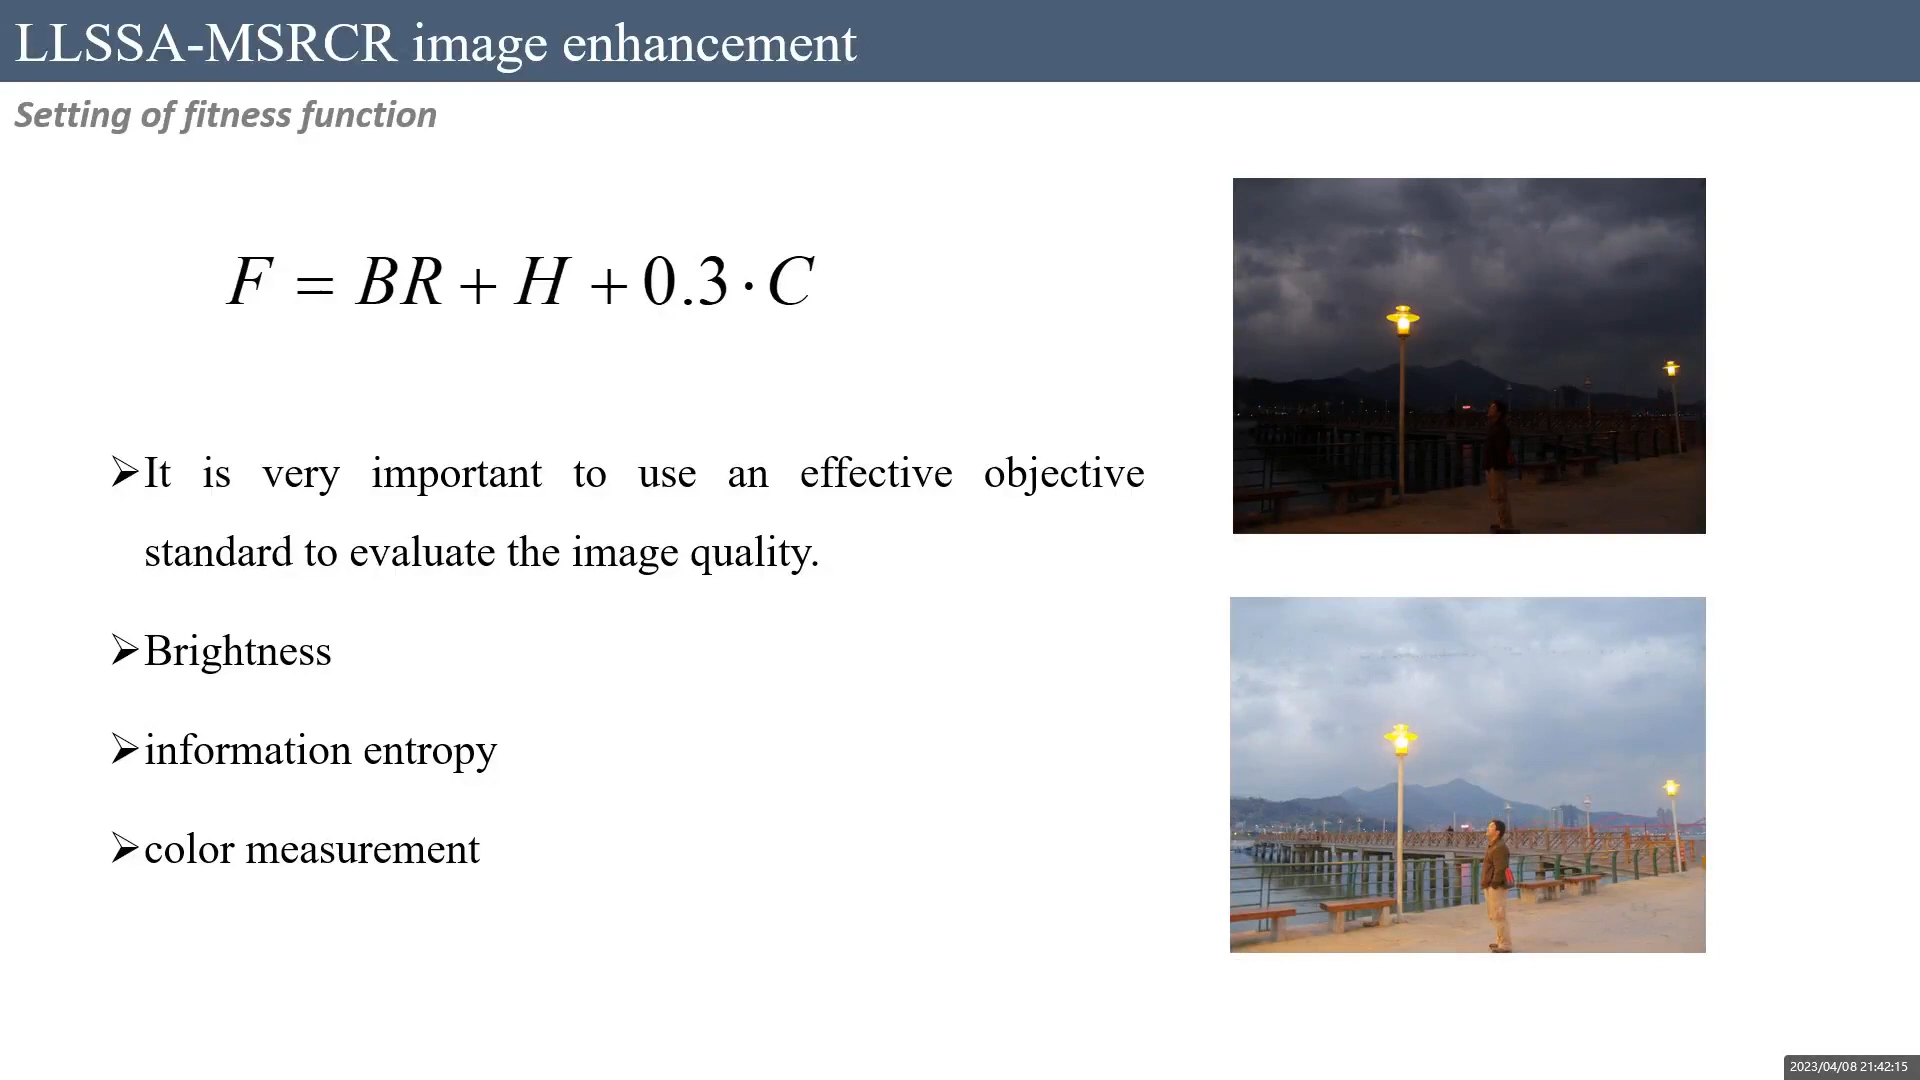 LLSSA-MSRCR image enhancement
Setting of fitness function
F = BR + H + 0.3 · C
➢It is very important to use an effective objective
standard to evaluate the image quality.
➢Brightness
➢information entropy
➢color measurement
2023/04/08 21:42:15